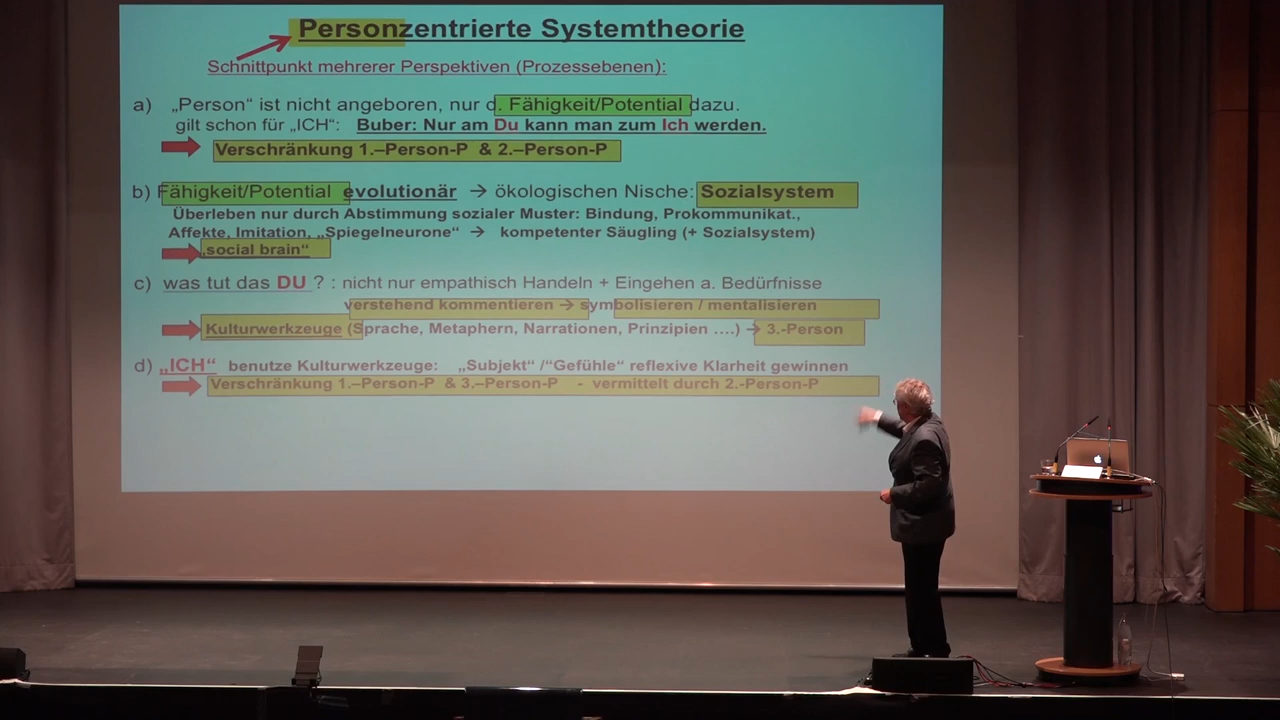 Personzentrierte Systemtheorie
Schnittpunkt mehrerer Perspektiven (Prozessebenen):
a) „Person“ ist nicht angeboren, nur d. Fähigkeit/Potential dazu.
gilt schon für „ICH“: Buber: Nur am Du kann man zum Ich werden.
Verschränkung 1.–Person-P & 2.–Person-P
b) Fähigkeit/Potential evolutionär → ökologischen Nische: Sozialsystem
Überleben nur durch Abstimmung sozialer Muster: Bindung, Prokommunikat.,
Affekte, Imitation, „Spiegelneurone“ → kompetenter Säugling (+ Sozialsystem)
„social brain“
c) was tut das DU ? : nicht nur empathisch Handeln + Eingehen a. Bedürfnisse
verstehend kommentieren → symbolisieren / mentalisieren
Kulturwerkzeuge (Sprache, Metaphern, Narrationen, Prinzipien ....) → 3.-Person
d) „ICH“ benutze Kulturwerkzeuge: „Subjekt“ /“Gefühle“ reflexive Klarheit gewinnen
Verschränkung 1.–Person-P & 3.–Person-P - vermittelt durch 2.-Person-P